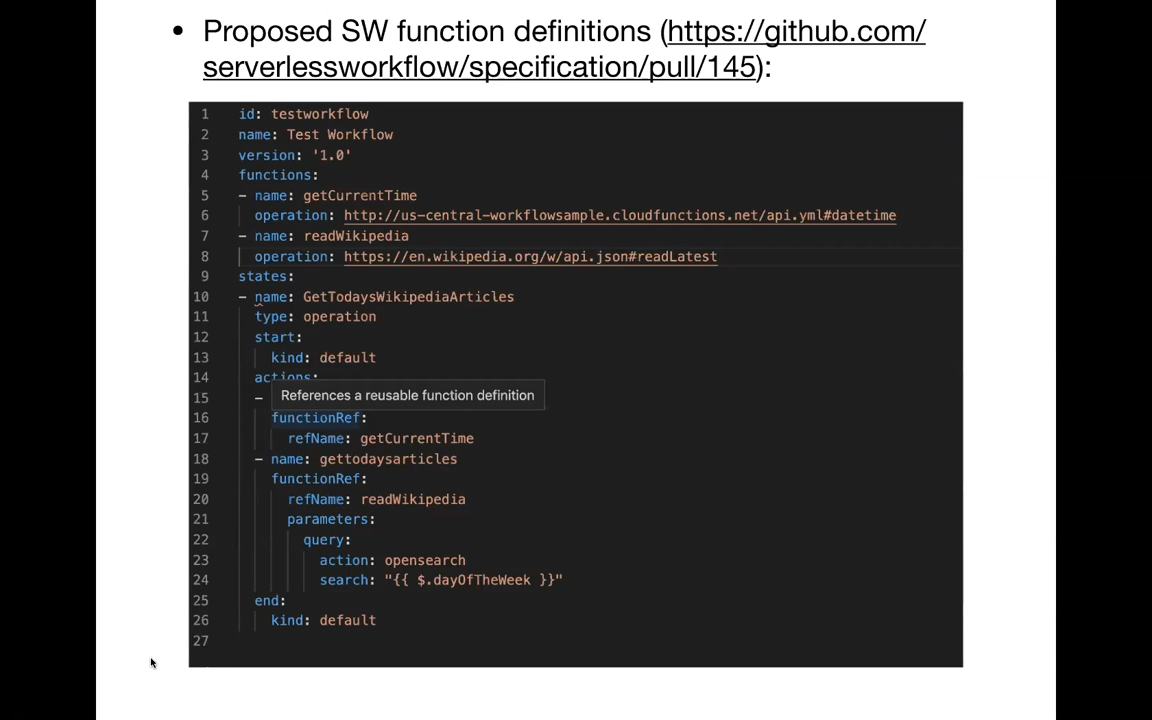 • Proposed SW function definitions (https://github.com/
serverlessworkflow/specification/pull/145):
1 id: testworkflow
2 name: Test Workflow
3 version: '1.0'
4 functions:
5 - name: getCurrentTime
6 operation: http://us-central-workflowsample.cloudfunctions.net/api.yml#datetime
7 - name: readWikipedia
8 operation: https://en.wikipedia.org/w/api.json#readLatest
9 states:
10 - name: GetTodaysWikipediaArticles
11 type: operation
12 start:
13 kind: default
14 actions:
15 -
References a reusable function definition
16 functionRef:
17 refName: getCurrentTime
18 - name: gettodaysarticles
19 functionRef:
20 refName: readWikipedia
21 parameters:
22 query:
23 action: opensearch
24 search: "{{ $.dayOfTheWeek }}"
25 end:
26 kind: default
27